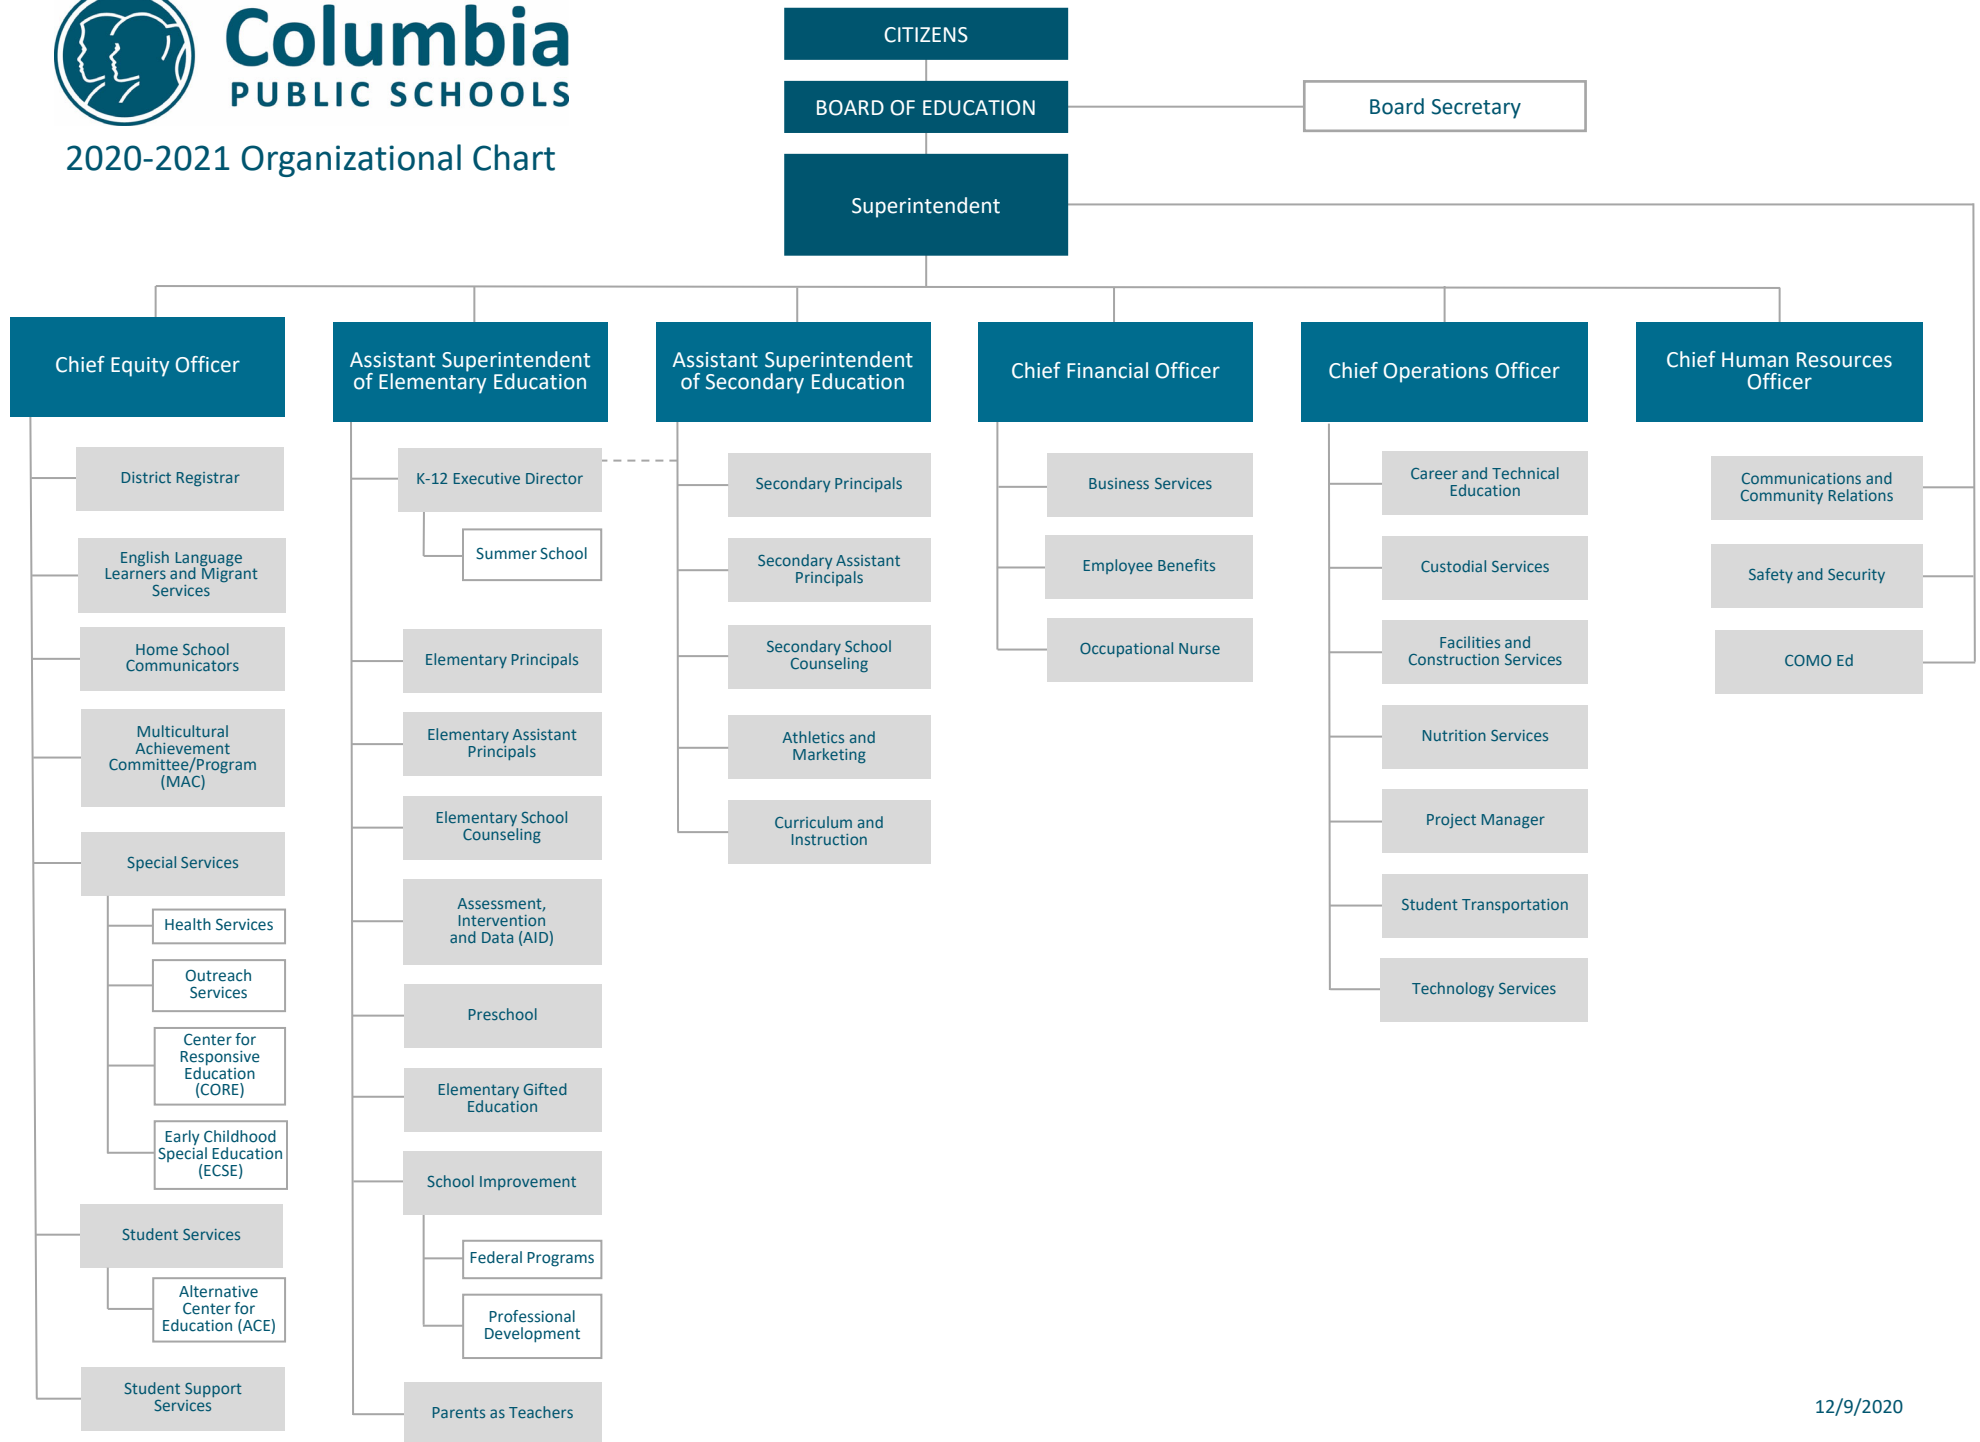 Columbia
PUBLIC SCHOOLS
2020-2021 Organizational Chart
CITIZENS
BOARD OF EDUCATION
Board Secretary
Superintendent
Chief Equity Officer
District Registrar
English Language
Learners and Migrant
Services
Home School
Communicators
Multicultural
Achievement
Committee/Program
(MAC)
Special Services
Health Services
Outreach
Services
Center for
Responsive
Education
(CORE)
Early Childhood
Special Education
(ECSE)
Student Services
Alternative
Center for
Education (ACE)
Student Support
Services
Assistant Superintendent
of Elementary Education
K-12 Executive Director
Summer School
Elementary Principals
Elementary Assistant
Principals
Elementary School
Counseling
Assessment,
Intervention
and Data (AID)
Preschool
Elementary Gifted
Education
School Improvement
Federal Programs
Professional
Development
Parents as Teachers
Assistant Superintendent
of Secondary Education
Secondary Principals
Secondary Assistant
Principals
Secondary School
Counseling
Athletics and
Marketing
Curriculum and
Instruction
Chief Financial Officer
Business Services
Employee Benefits
Occupational Nurse
Chief Operations Officer
Career and Technical
Education
Custodial Services
Facilities and
Construction Services
Nutrition Services
Project Manager
Student Transportation
Technology Services
Chief Human Resources
Officer
Communications and
Community Relations
Safety and Security
COMO Ed
12/9/2020